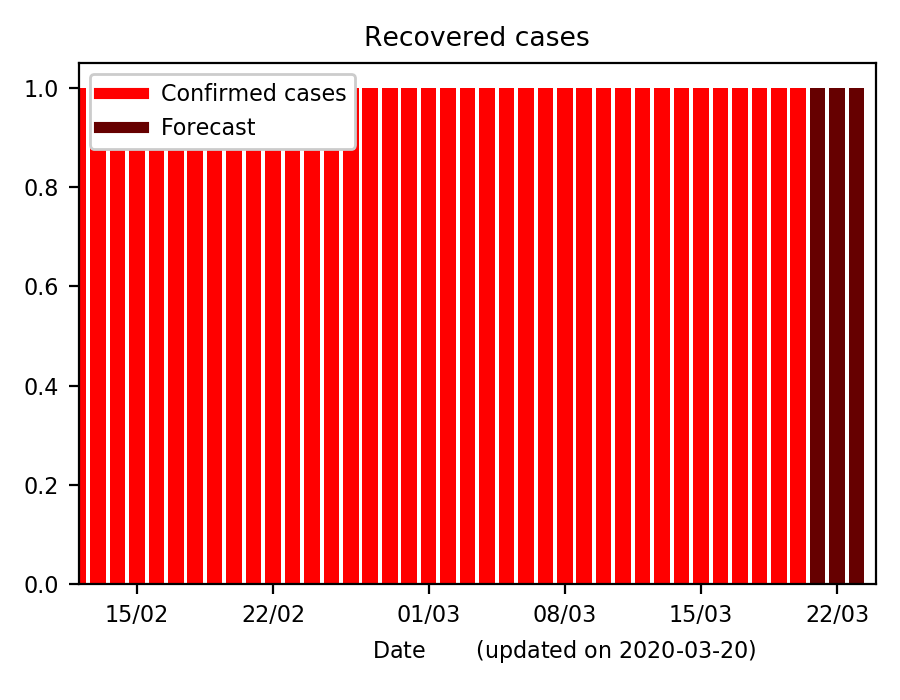 Recovered cases
Confirmed cases
Forecast
1.0
0.8
0.6
0.4
0.2
0.0
15/02 22/02 01/03 08/03 15/03 22/03
Date (updated on 2020-03-20)